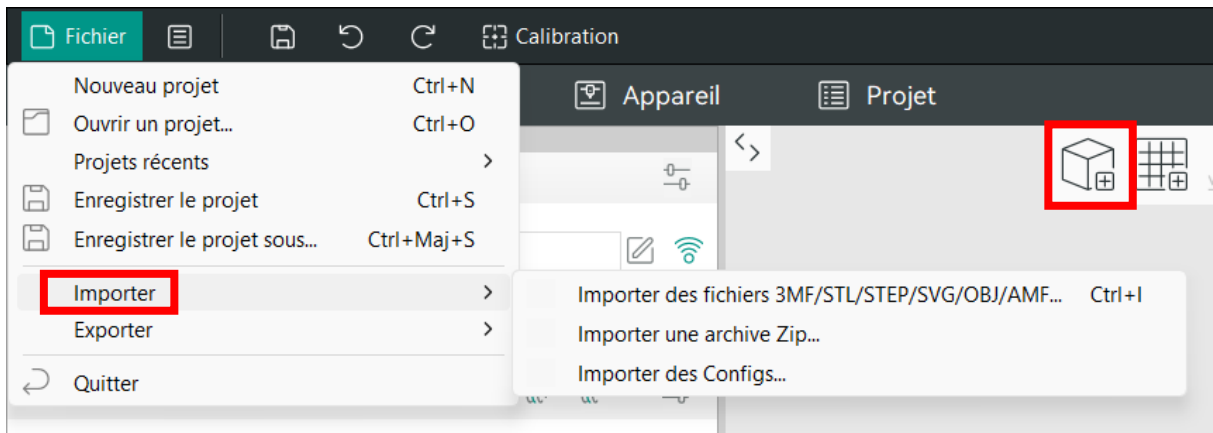 Fichier
Calibration
Nouveau projet Ctrl+N
Appareil
Projet
Ouvrir un projet... Ctrl+O
Projets récents
Enregistrer le projet Ctrl+S
Enregistrer le projet sous... Ctrl+Maj+S
Importer
Importer des fichiers 3MF/STL/STEP/SVG/OBJ/AMF... Ctrl+I
Exporter
Importer une archive Zip...
Importer des Configs...
Quitter